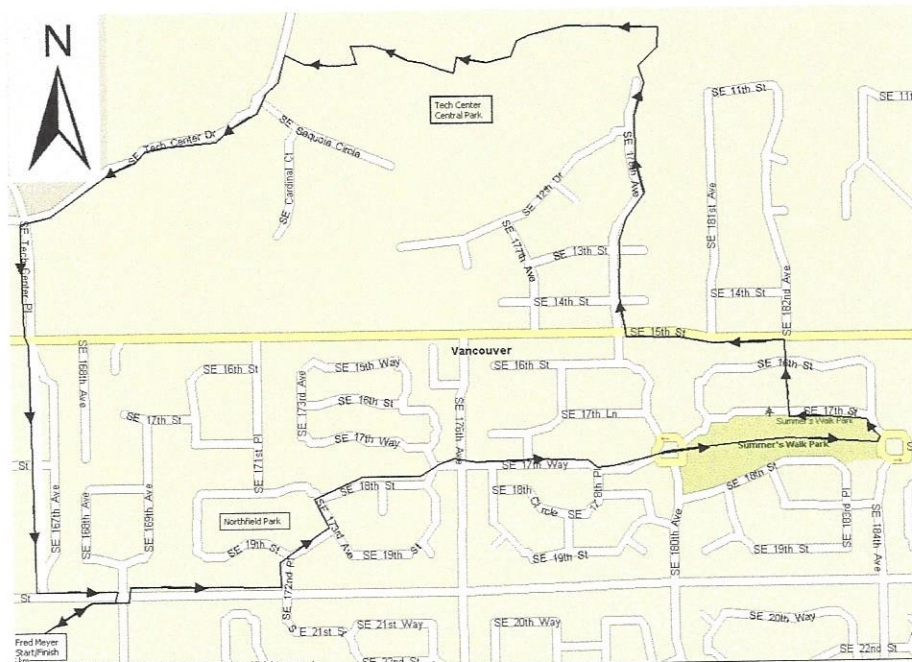 N
Tech Center
Central Park
SE 11th St
SE 11t
SE Tech Center Dr
SE Sequoia Circle
SE Cardinal Ct
SE 12th Dr
SE 177th Ave
SE 13th St
SE 14th St
SE 181st Ave
SE 14th St
SE 182nd Ave
SE Tech Center Pl
SE 15th St
Vancouver
SE 168th Ave
SE 16th St
SE 17th St
SE 171st Pl
SE 173rd Ave
SE 15th Way
SE 16th St
SE 17th Way
SE 176th Ave
SE 16th St
SE 17th Ln
SE 17th Way
SE 16th St
SE 17th St
Summer's Walk Park
Summer's Walk Park
S
St
SE 167th Ave
SE 168th Ave
SE 169th Ave
Northfield Park
SE 18th St
SE 173rd Ave
SE 19th St
SE 19th St
SE 172nd Pl
SE 18th
Circle
8th Pl
SE 17
SE 19th St
SE 180th Ave
SE 18th St
SE 183rd Pl
SE 19th St
SE 184th Ave
St
Fred Meyer
Start/Finish
SE 21st S
SE 21st Way
SE 22nd St
SE 20th Way
SE 20th Way
SE 22nd St